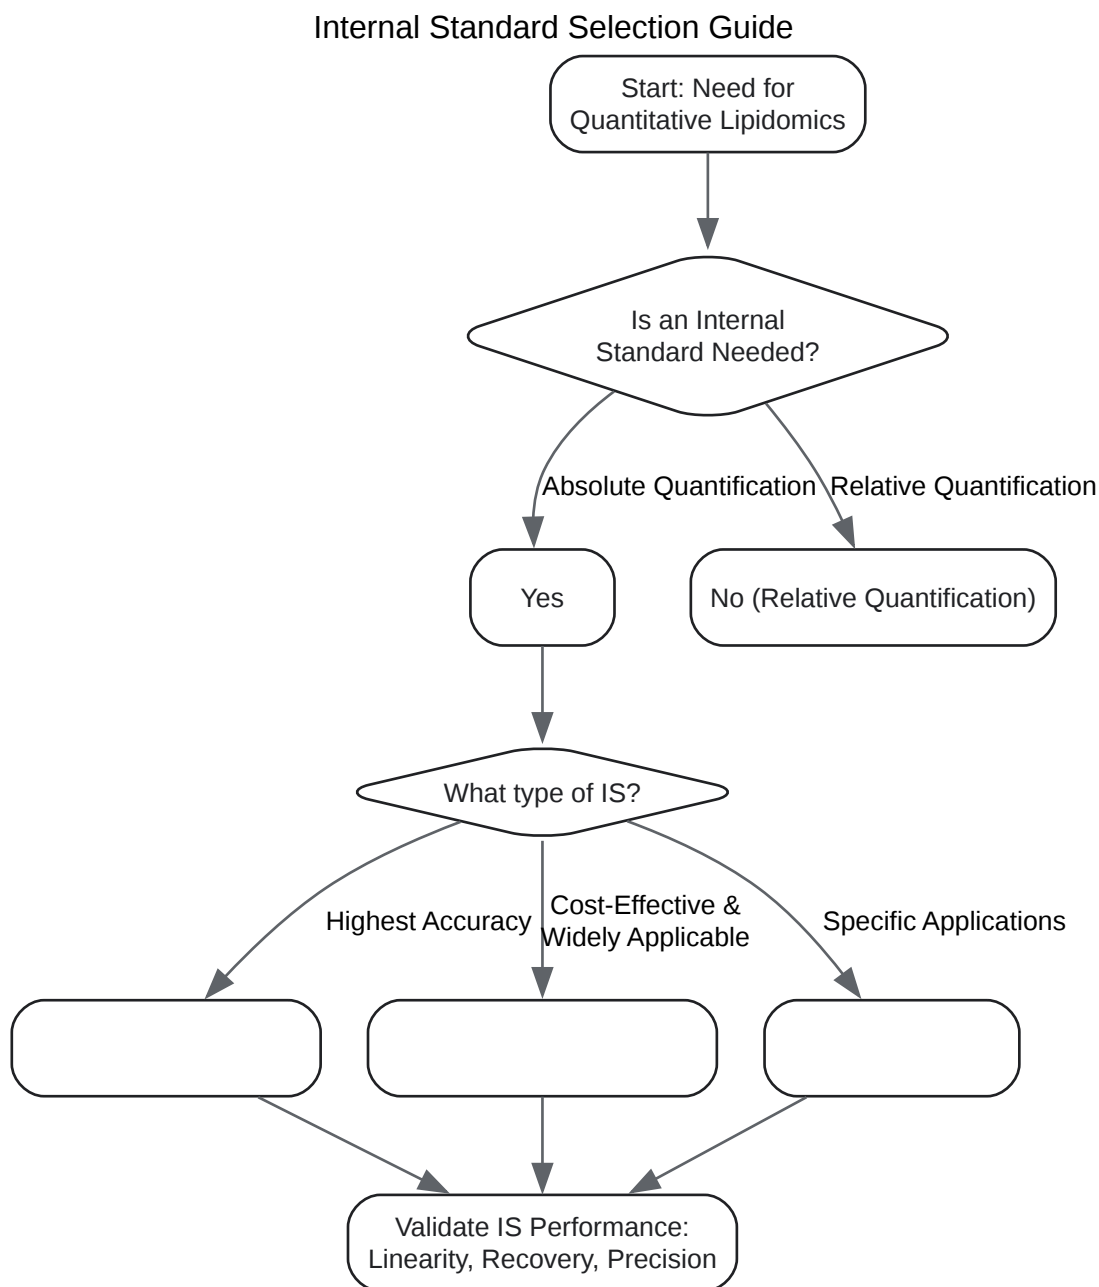 Internal Standard Selection Guide
Start: Need for
Quantitative Lipidomics
Is an Internal
Standard Needed?
Absolute Quantification
Relative Quantification
Yes
No (Relative Quantification)
What type of IS?
Highest Accuracy
Cost-Effective &
Widely Applicable
Specific Applications
Validate IS Performance:
Linearity, Recovery, Precision